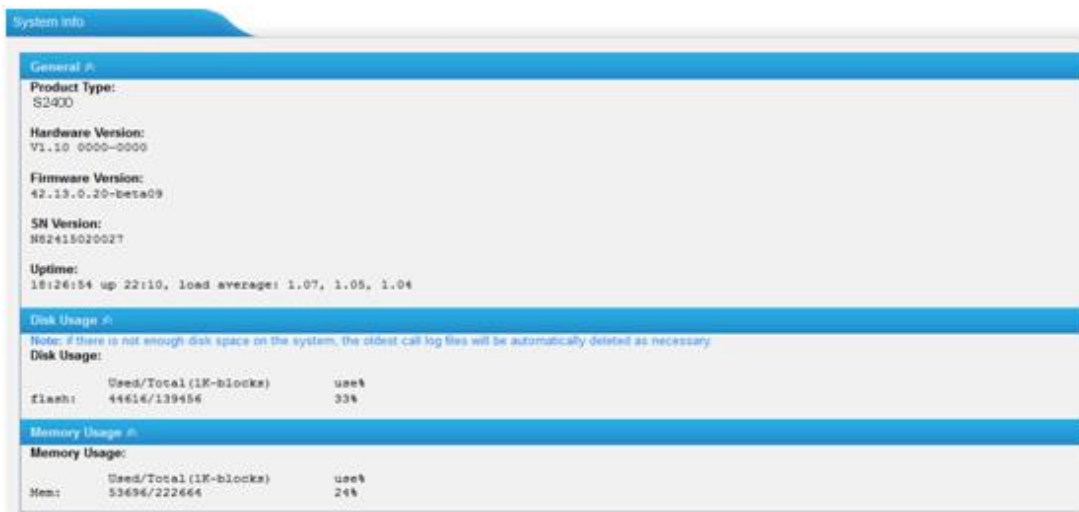 System Info
General
Product Type:
S2400
Hardware Version:
V1.10 0000-0000
Firmware Version:
42.13.0.20-beta09
SN Version:
N82415020027
Uptime:
18:26:54 up 22:10, load average: 1.07, 1.05, 1.04
Disk Usage
Note: if there is not enough disk space on the system, the oldest call log files will be automatically deleted as necessary
Disk Usage:
Used/Total(1K-blocks) use%
flash: 44616/139456 33%
Memory Usage
Memory Usage:
Used/Total(1K-blocks) use%
Mem: 53696/222664 24%